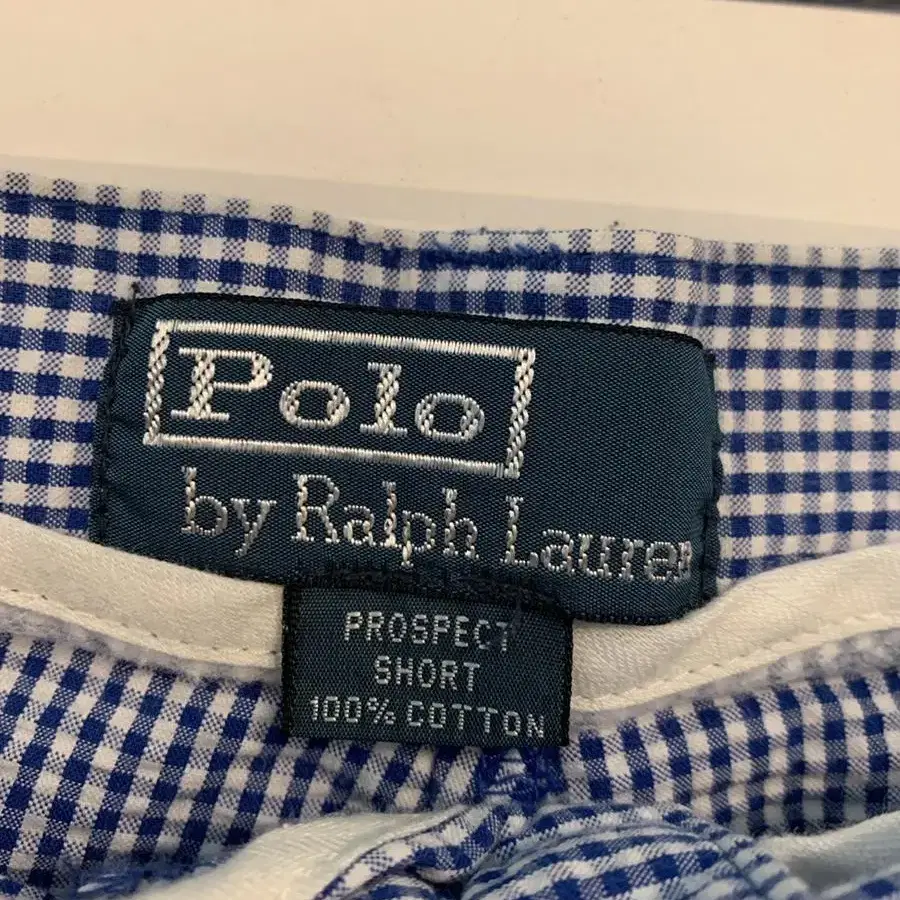 Polo
by Ralph Lauren
PROSPECT
SHORT
100% COTTON